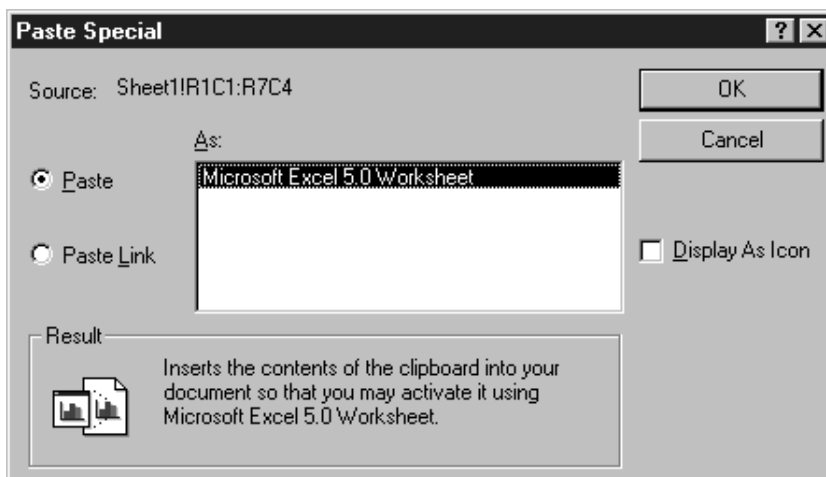 Paste Special
Source: Sheet1!R1C1:R7C4
OK
Cancel
As:
Paste
Microsoft Excel 5.0 Worksheet
Paste Link
Display As Icon
Result
Inserts the contents of the clipboard into your
document so that you may activate it using
Microsoft Excel 5.0 Worksheet.